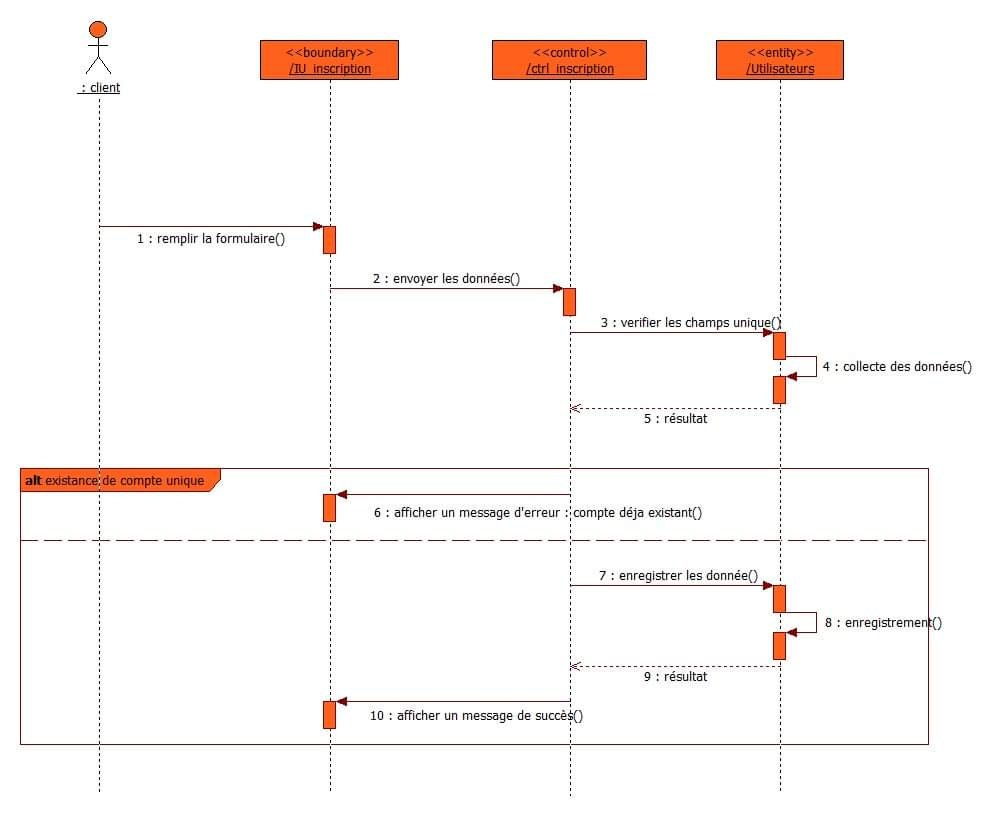 <<boundary>>
/IU_inscription
<<control>>
/ctrl_inscription
<<entity>>
/Utilisateurs
: client
1 : remplir la formulaire()
2 : envoyer les données()
3 : verifier les champs unique()
4 : collecte des données()
5 : résultat
alt existance de compte unique
6 : afficher un message d'erreur : compte déja existant()
7 : enregistrer les donnée()
8 : enregistrement()
9 : résultat
10 : afficher un message de succès()